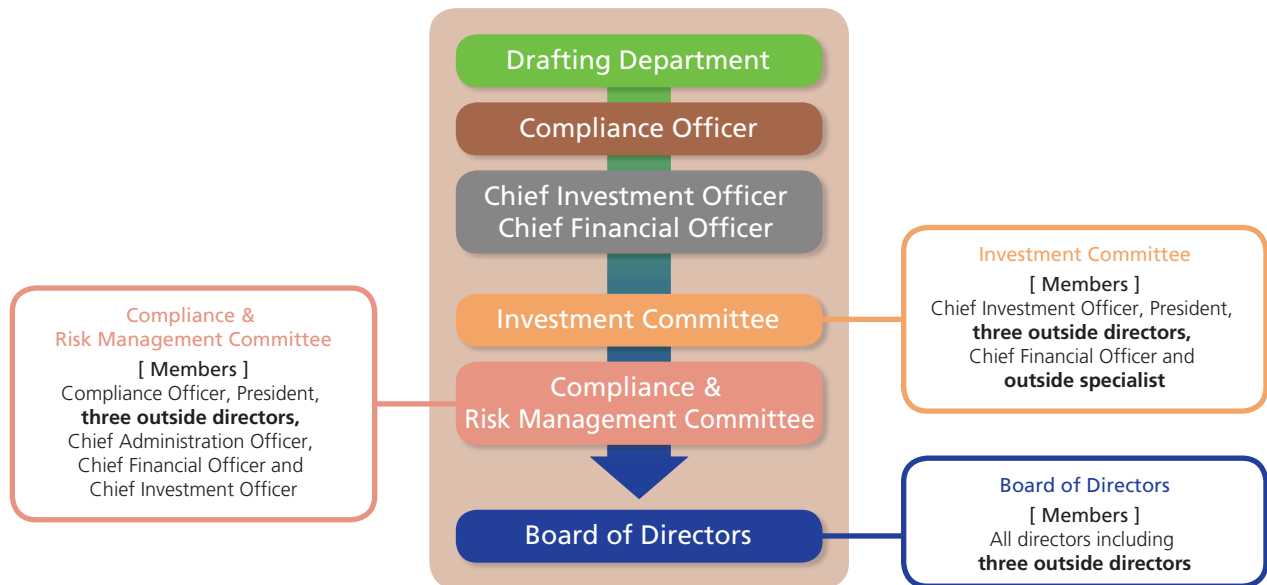 Drafting Department
Compliance Officer
Chief Investment Officer
Chief Financial Officer
Investment Committee
Compliance &
Risk Management Committee
Board of Directors
Compliance &
Risk Management Committee
[ Members ]
Compliance Officer, President,
three outside directors,
Chief Administration Officer,
Chief Financial Officer and
Chief Investment Officer
Investment Committee
[ Members ]
Chief Investment Officer, President,
three outside directors,
Chief Financial Officer and
outside specialist
Board of Directors
[ Members ]
All directors including
three outside directors